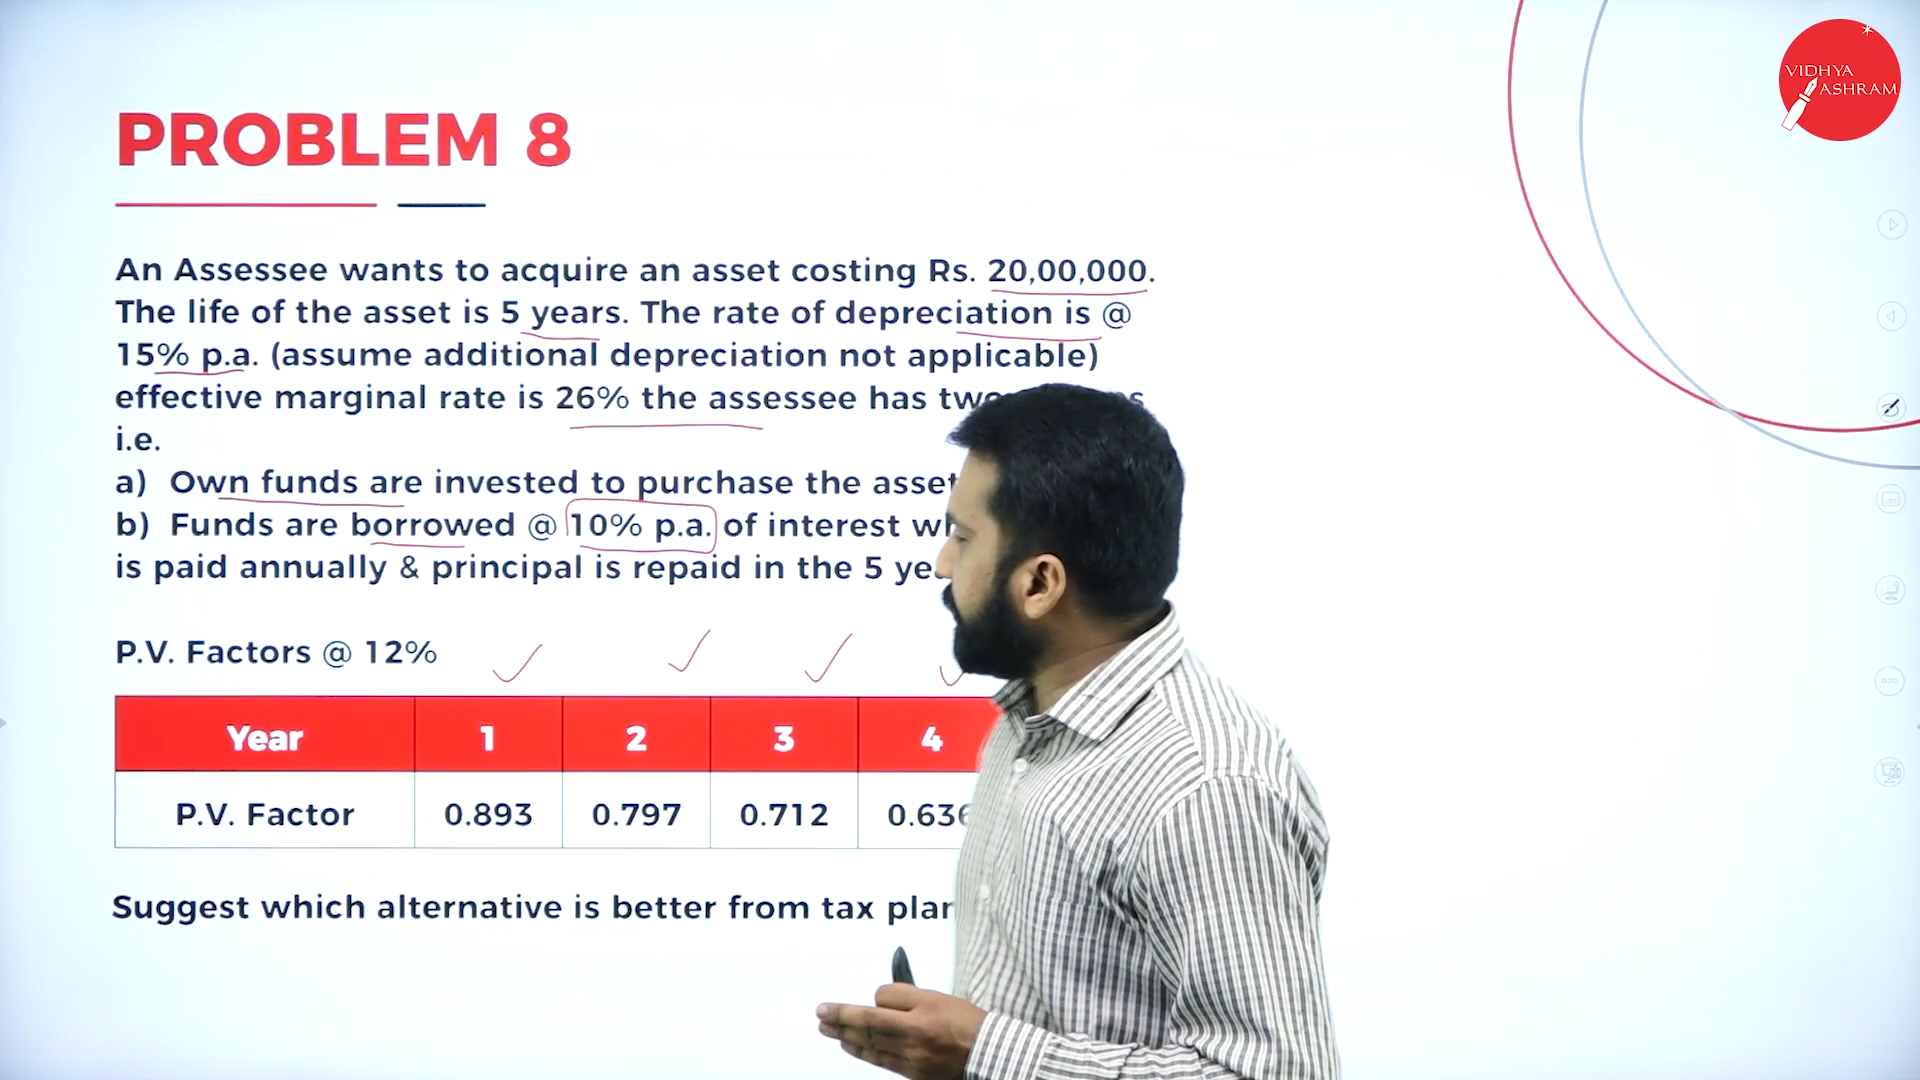 VIDHYA
ASHRAM
PROBLEM 8
An Assessee wants to acquire an asset costing Rs. 20,00,000.
The life of the asset is 5 years. The rate of depreciation is @
15% p.a. (assume additional depreciation not applicable)
effective marginal rate is 26% the assessee has
i.e.
a) Own funds are invested to purchase the asset
b) Funds are borrowed @ 10% p.a. of interest
is paid annually & principal is repaid in the 5
P.V. Factors @ 12%
Year 1 2 3 4
P.V. Factor 0.893 0.797 0.712 0.636
Suggest which alternative is better from tax